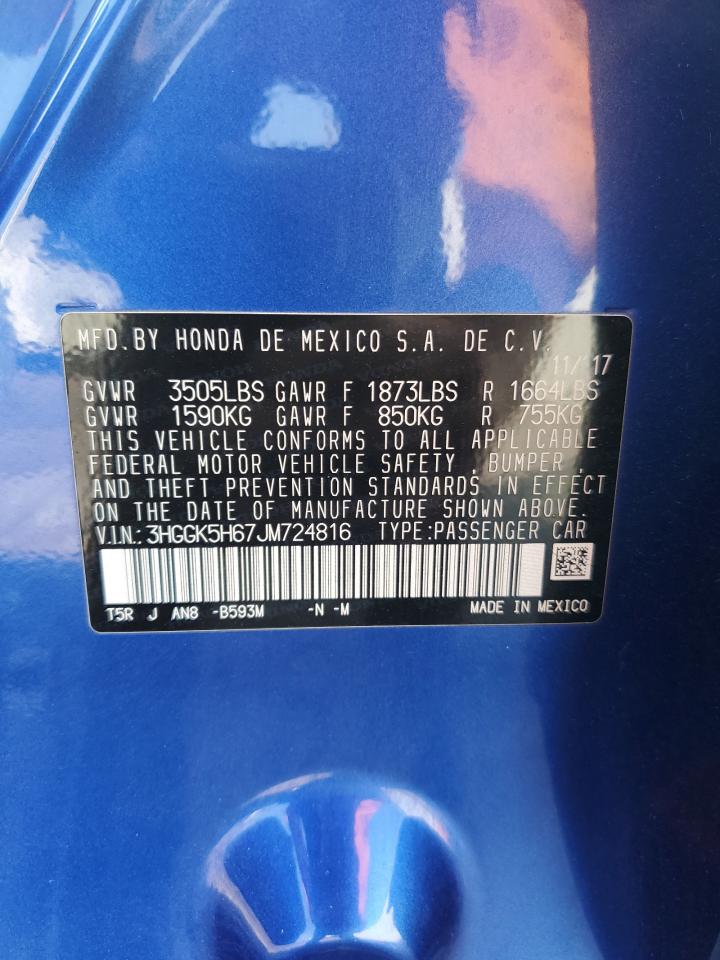 MFD.BY HONDA DE MEXICO S.A. DE C.V.
11/'17
GVWR 3505LBS GAWR F 1873LBS R 1664LBS
GVWR 1590KG GAWR F 850KG R 755KG
THIS VEHICLE CONFORMS TO ALL APPLICABLE
FEDERAL MOTOR VEHICLE SAFETY , BUMPER ,
AND THEFT PREVENTION STANDARDS IN EFFECT
ON THE DATE OF MANUFACTURE SHOWN ABOVE.
V.I.N.: 3HGGK5H67JM724816 TYPE:PASSENGER CAR
T5R J AN8 -B593M -N -M MADE IN MEXICO